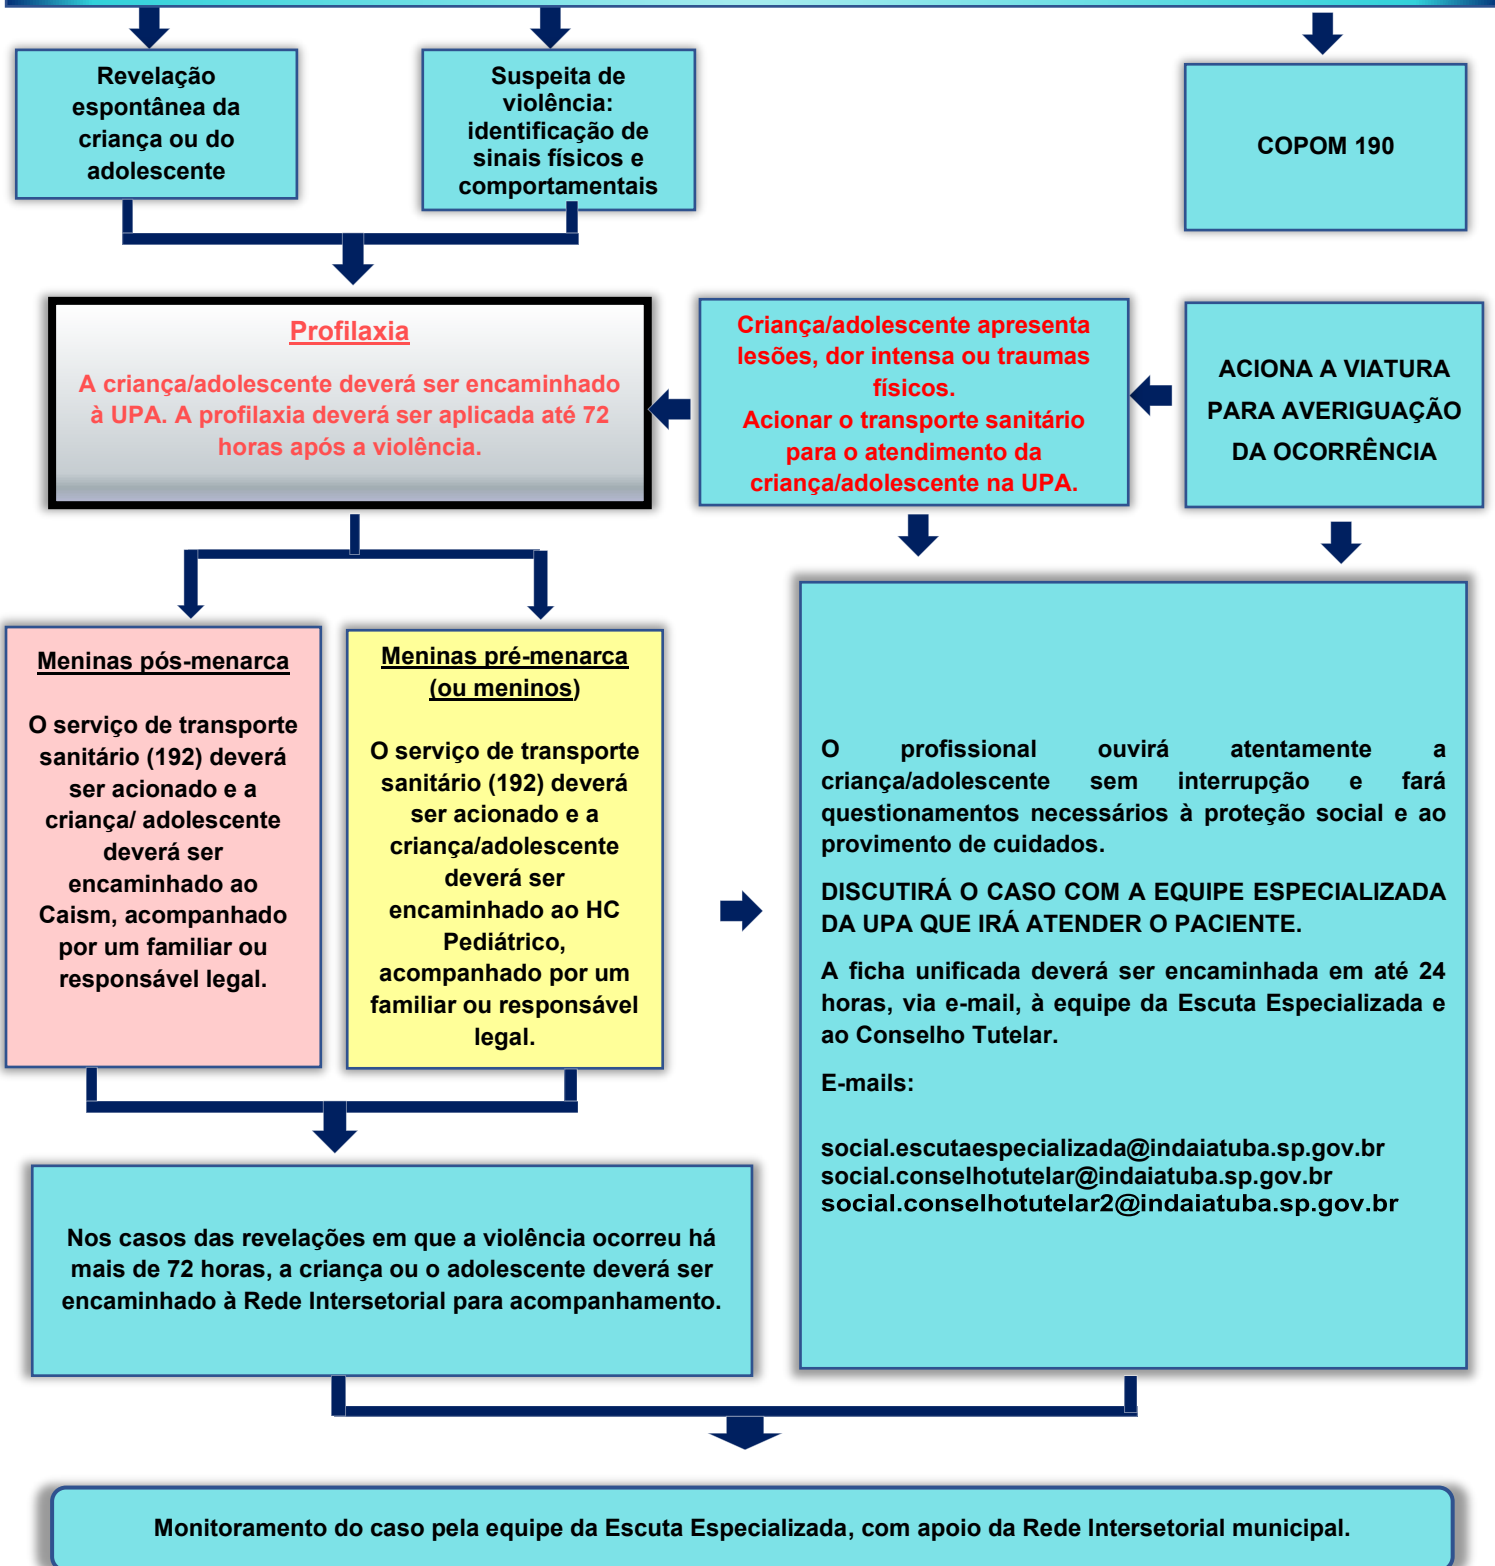 Revelação
espontânea da
criança ou do
adolescente
Suspeita de
violência:
identificação de
sinais físicos e
comportamentais
COPOM 190
Profilaxia
A criança/adolescente deverá ser encaminhado
à UPA. A profilaxia deverá ser aplicada até 72
horas após a violência.
Criança/adolescente apresenta
lesões, dor intensa ou traumas
físicos.
Acionar o transporte sanitário
para o atendimento da
criança/adolescente na UPA.
ACIONA A VIATURA
PARA AVERIGUAÇÃO
DA OCORRÊNCIA
Meninas pós-menarca
O serviço de transporte
sanitário (192) deverá
ser acionado e a
criança/ adolescente
deverá ser
encaminhado ao
Caism, acompanhado
por um familiar ou
responsável legal.
Meninas pré-menarca
(ou meninos)
O serviço de transporte
sanitário (192) deverá
ser acionado e a
criança/adolescente
deverá ser
encaminhado ao HC
Pediátrico,
acompanhado por um
familiar ou responsável
legal.
O profissional ouvirá atentamente a
criança/adolescente sem interrupção e fará
questionamentos necessários à proteção social e ao
provimento de cuidados.
DISCUTIRÁ O CASO COM A EQUIPE ESPECIALIZADA
DA UPA QUE IRÁ ATENDER O PACIENTE.
A ficha unificada deverá ser encaminhada em até 24
horas, via e-mail, à equipe da Escuta Especializada e
ao Conselho Tutelar.
E-mails:
social.escutaespecializada@indaiatuba.sp.gov.br
social.conselhotutelar@indaiatuba.sp.gov.br
social.conselhotutelar2@indaiatuba.sp.gov.br
Nos casos das revelações em que a violência ocorreu há
mais de 72 horas, a criança ou o adolescente deverá ser
encaminhado à Rede Intersetorial para acompanhamento.
Monitoramento do caso pela equipe da Escuta Especializada, com apoio da Rede Intersetorial municipal.